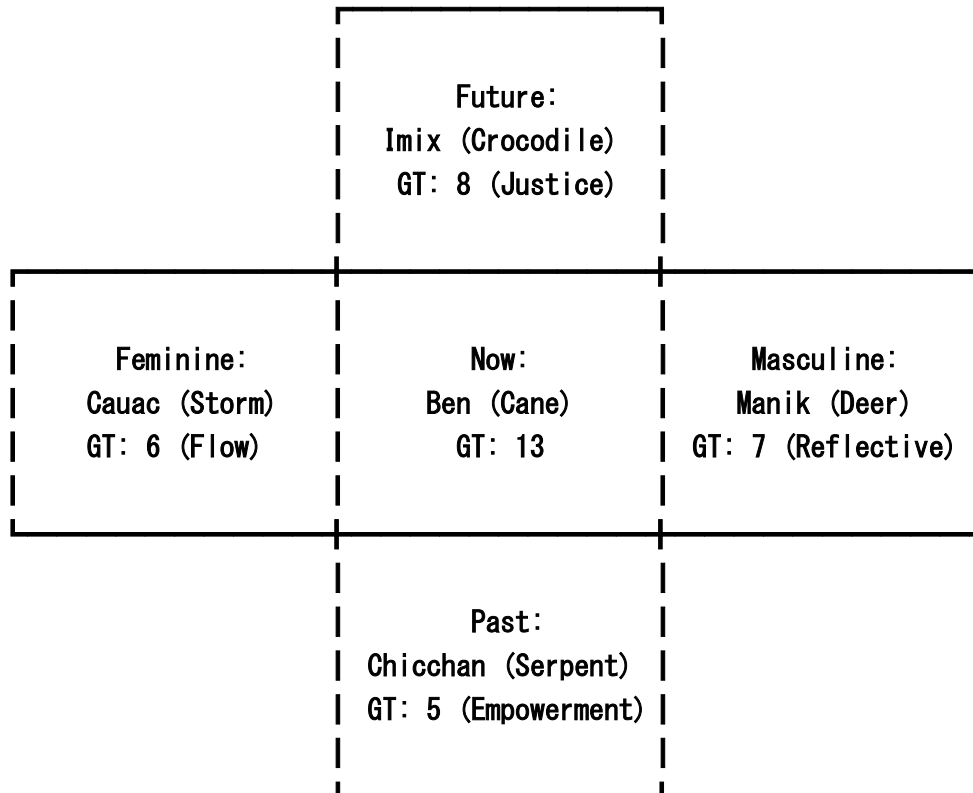 Future:
Imix (Crocodile)
GT: 8 (Justice)
Feminine:
Cauac (Storm)
GT: 6 (Flow)
Now:
Ben (Cane)
GT: 13
Masculine:
Manik (Deer)
GT: 7 (Reflective)
Past:
Chicchan (Serpent)
GT: 5 (Empowerment)